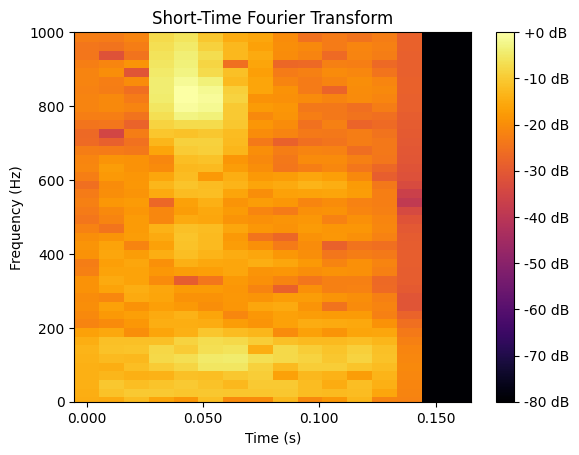 Short-Time Fourier Transform
Frequency (Hz)
1000
800
600
400
200
0
0.000 0.050 0.100 0.150
Time (s)
+0 dB
-10 dB
-20 dB
-30 dB
-40 dB
-50 dB
-60 dB
-70 dB
-80 dB